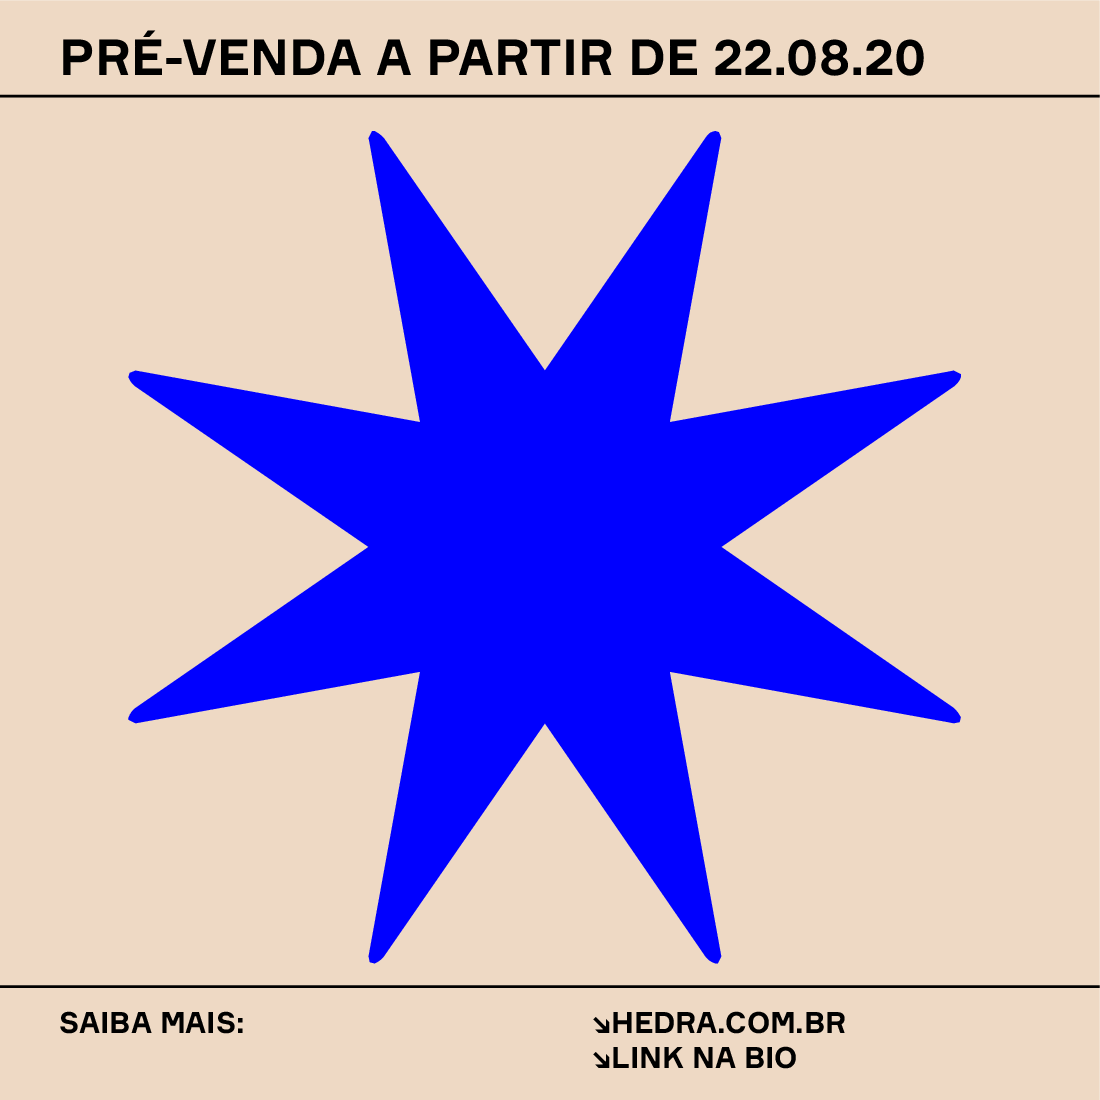 PRÉ-VENDA A PARTIR DE 22.08.20
SAIBA MAIS:
↘HEDRA.COM.BR
↘LINK NA BIO